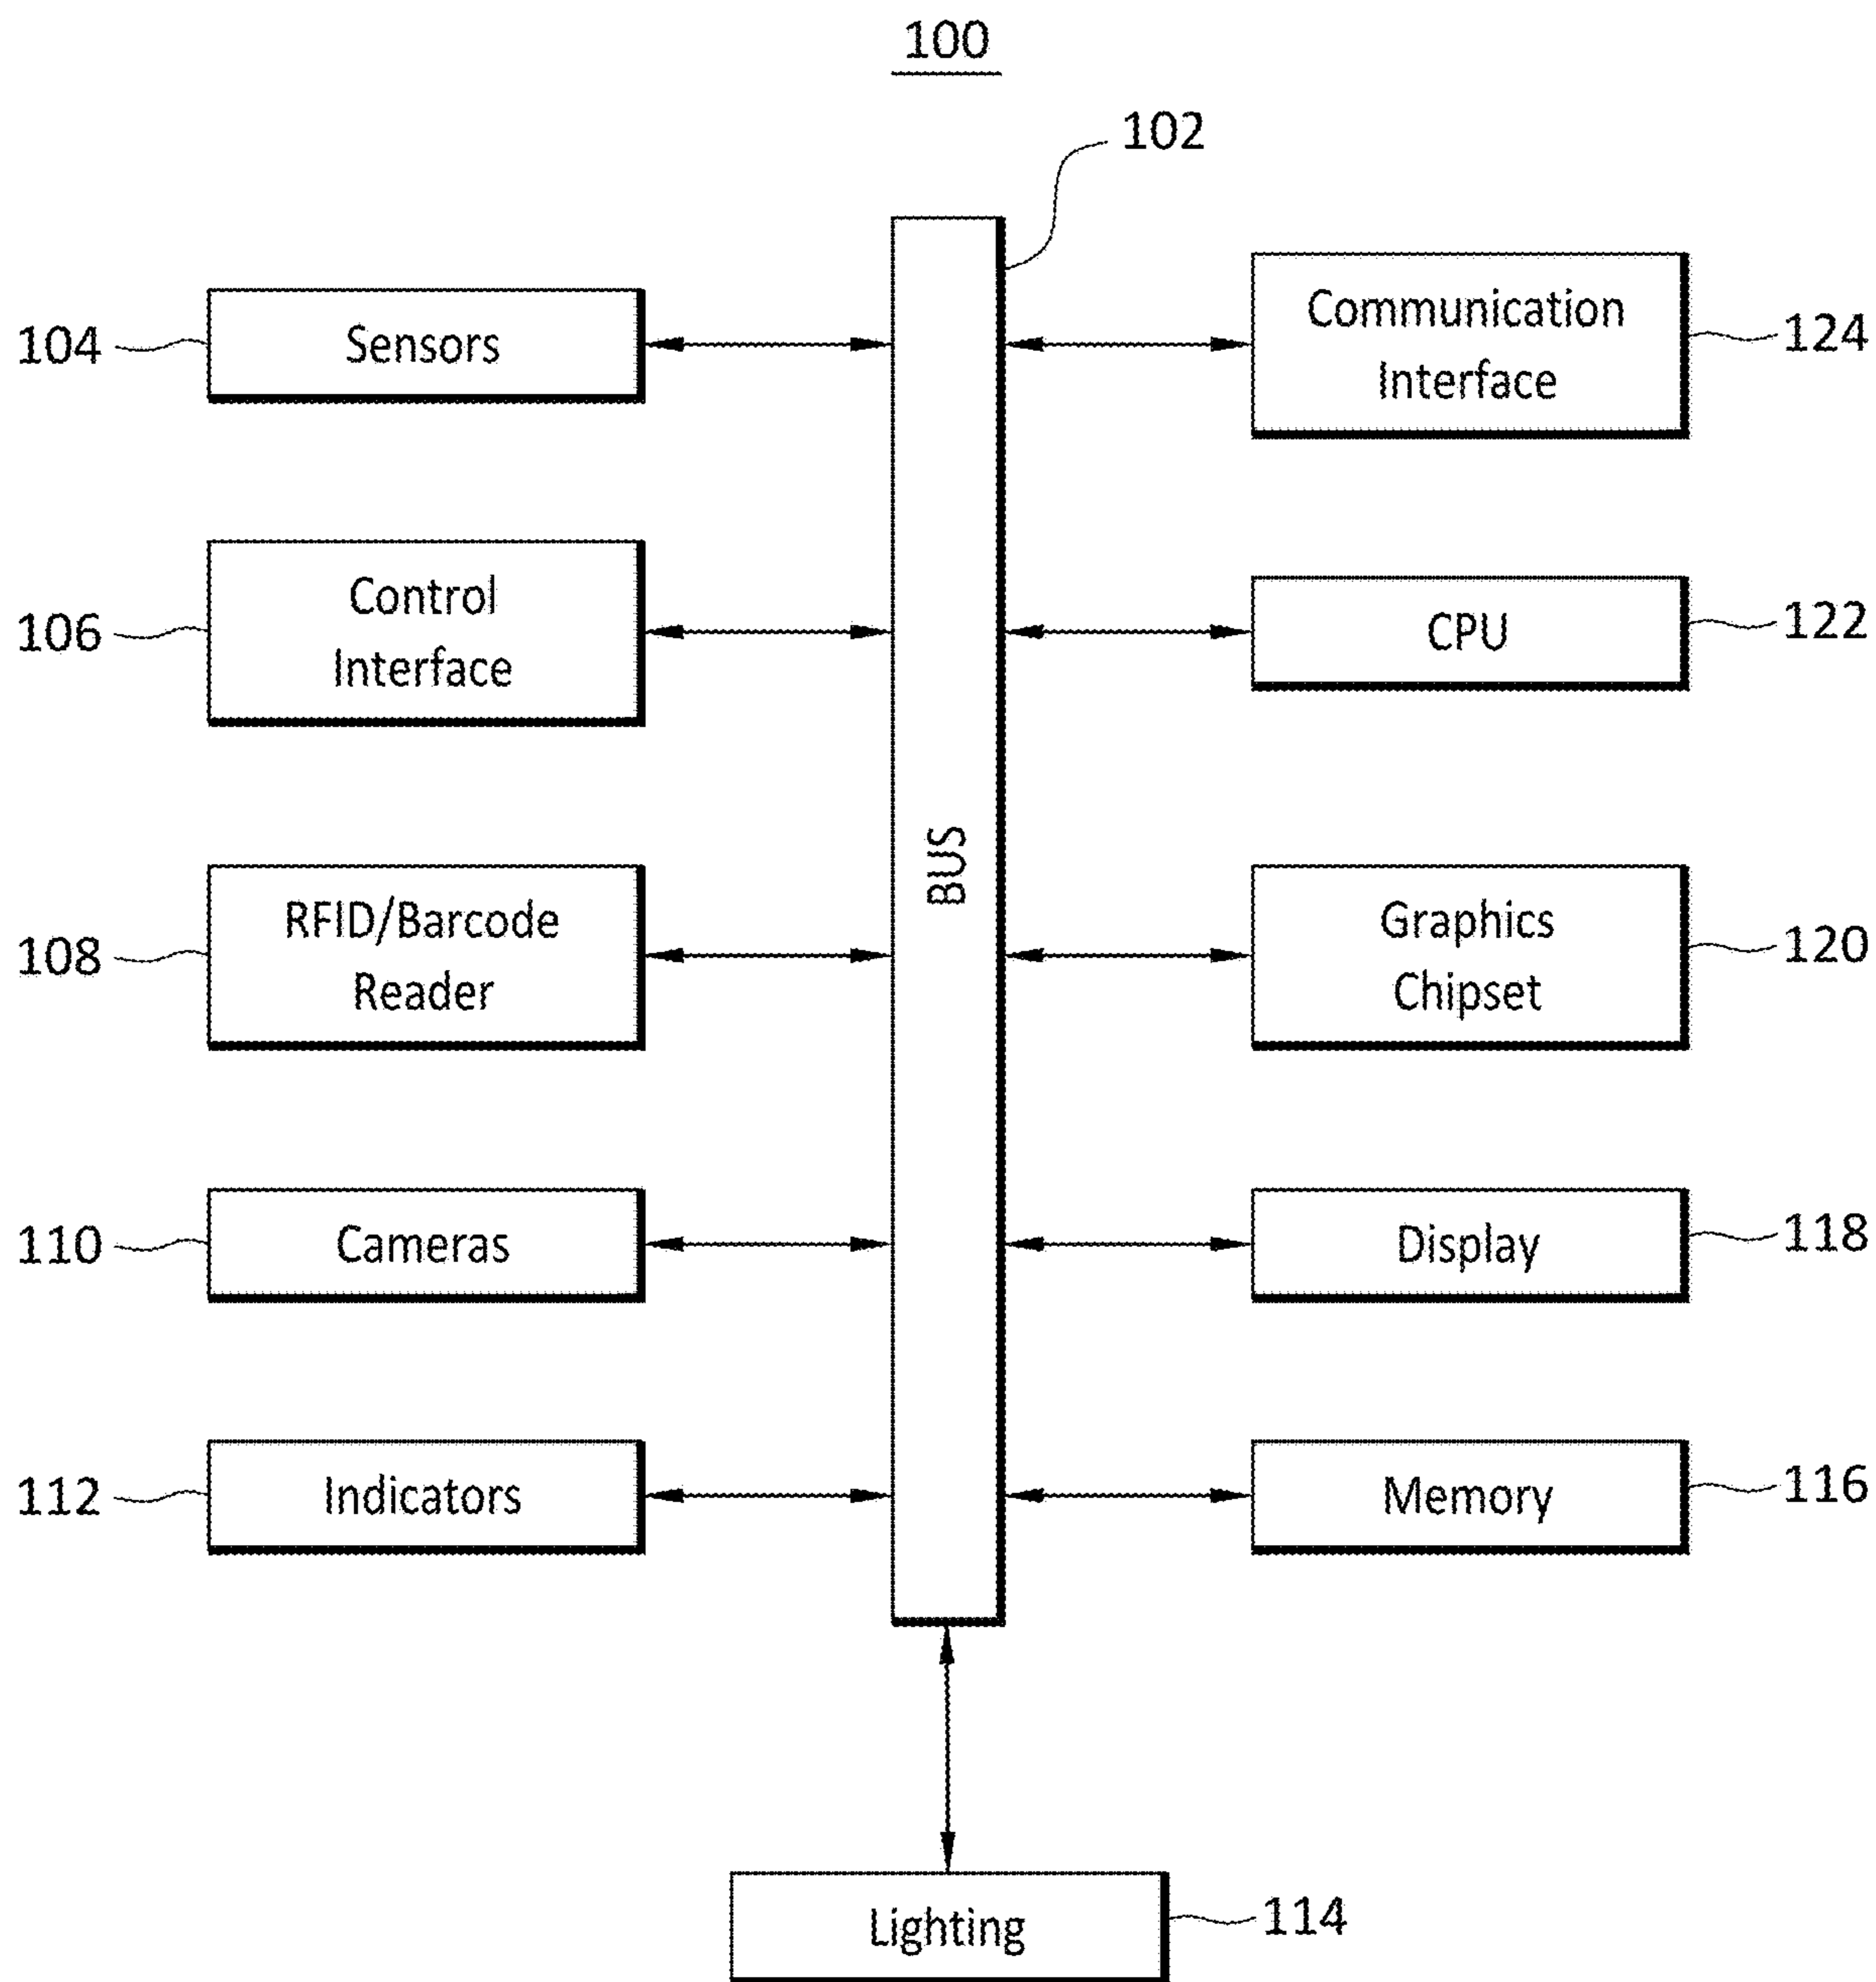 100
102
104
Sensors
Communication
Interface
124
106
Control
Interface
CPU
122
BUS
108
RFID/Barcode
Reader
Graphics
Chipset
120
110
Cameras
Display
118
112
Indicators
Memory
116
Lighting
114